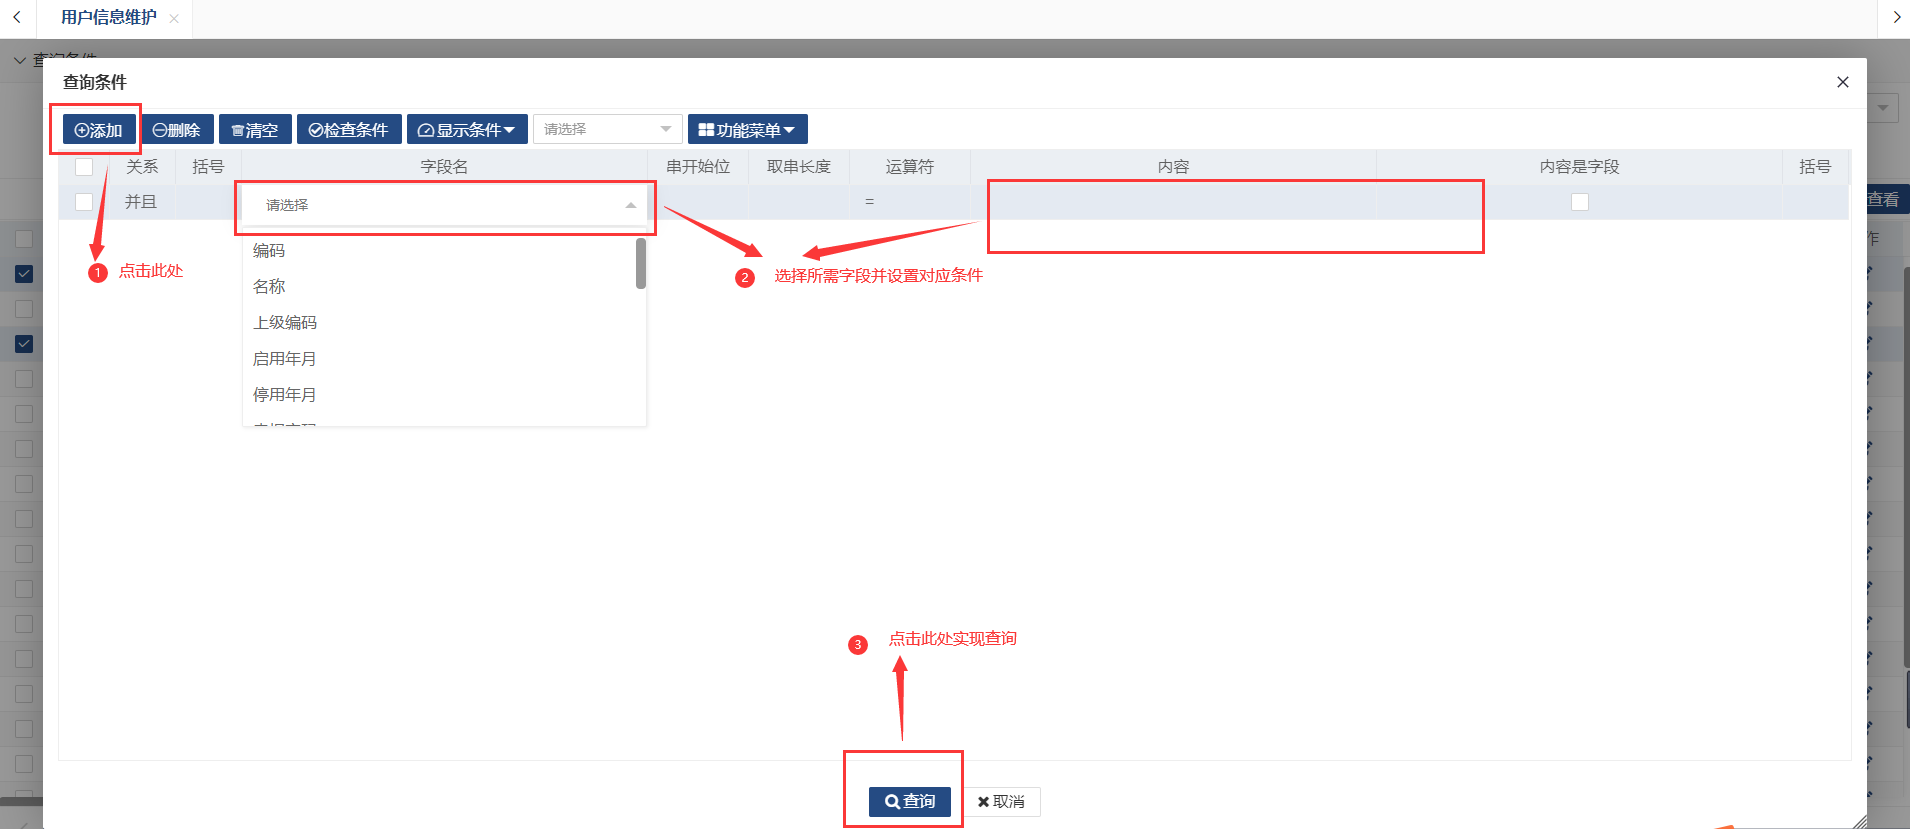 用户信息维护
查询条件
查询条件
添加 删除 清空 检查条件 显示条件 请选择 功能菜单
关系 括号 字段名 串开始位 取串长度 运算符 内容 内容是字段 括号
并且 请选择 =
查看
作
编码
1 点击此处
2 选择所需字段并设置对应条件
名称
上级编码
启用年月
停用年月
3 点击此处实现查询
查询 取消